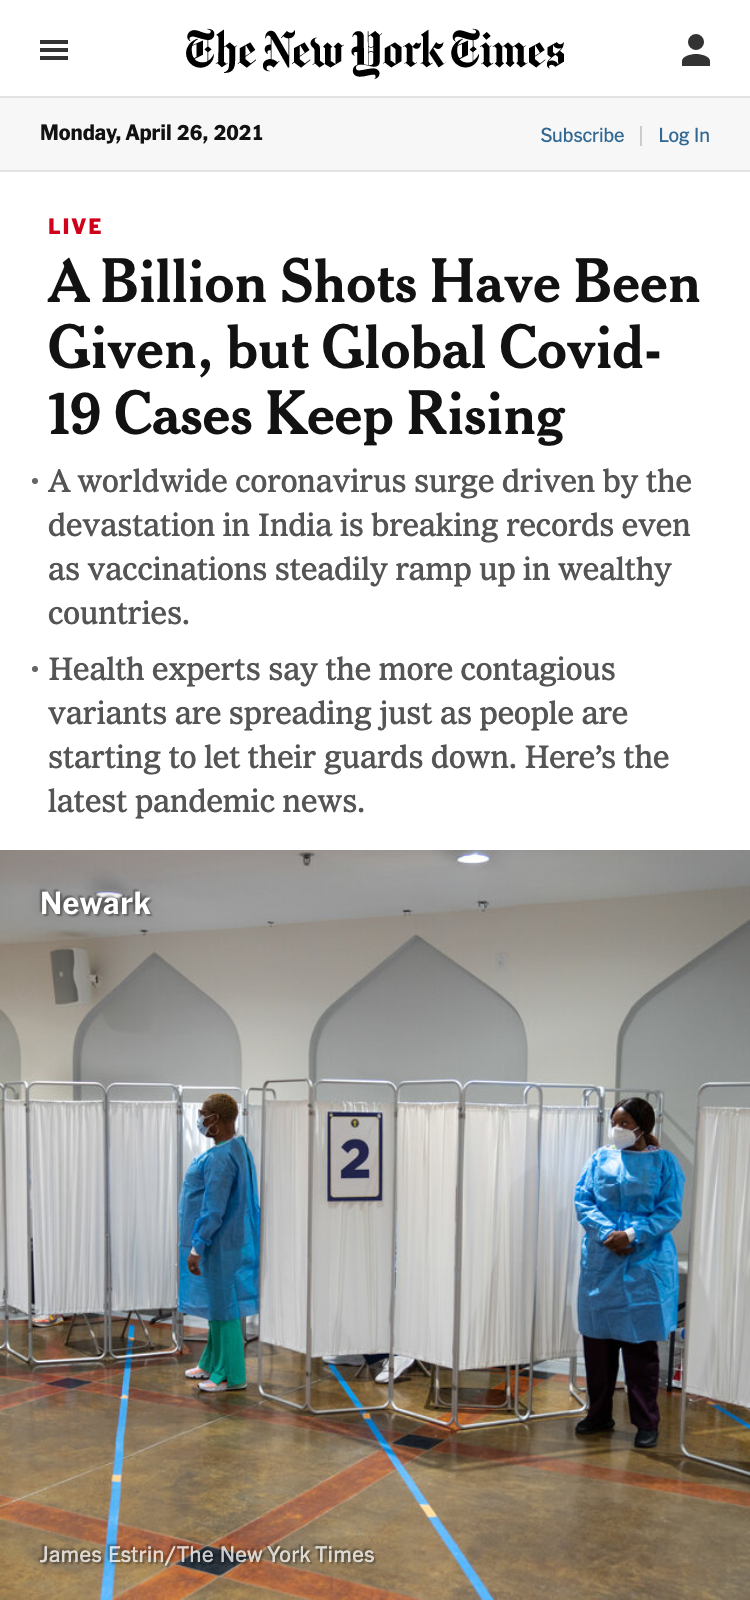 The New York Times
Monday, April 26, 2021
Subscribe | Log In
LIVE
A Billion Shots Have Been
Given, but Global Covid-
19 Cases Keep Rising
• A worldwide coronavirus surge driven by the
devastation in India is breaking records even
as vaccinations steadily ramp up in wealthy
countries.
• Health experts say the more contagious
variants are spreading just as people are
starting to let their guards down. Here’s the
latest pandemic news.
Newark
2
James Estrin/The New York Times